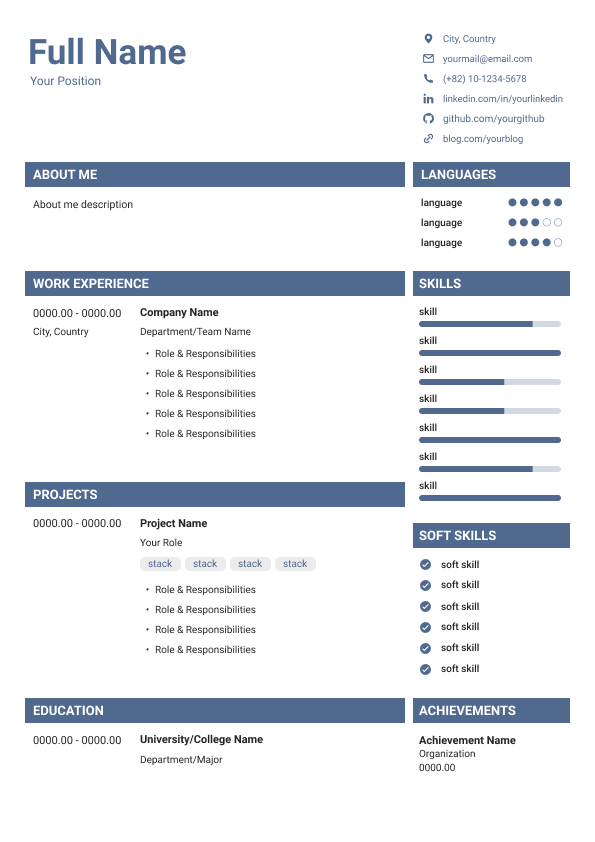 Full Name
Your Position
City, Country
yourmail@email.com
(+82) 10-1234-5678
linkedin.com/in/yourlinkedin
github.com/yourgithub
blog.com/yourblog
ABOUT ME
About me description
LANGUAGES
language
language
language
WORK EXPERIENCE
0000.00 - 0000.00
City, Country
Company Name
Department/Team Name
• Role & Responsibilities
• Role & Responsibilities
• Role & Responsibilities
• Role & Responsibilities
• Role & Responsibilities
SKILLS
skill
skill
skill
skill
skill
skill
skill
PROJECTS
0000.00 - 0000.00
Project Name
Your Role
stack stack stack stack
• Role & Responsibilities
• Role & Responsibilities
• Role & Responsibilities
• Role & Responsibilities
SOFT SKILLS
soft skill
soft skill
soft skill
soft skill
soft skill
soft skill
EDUCATION
0000.00 - 0000.00
University/College Name
Department/Major
ACHIEVEMENTS
Achievement Name
Organization
0000.00